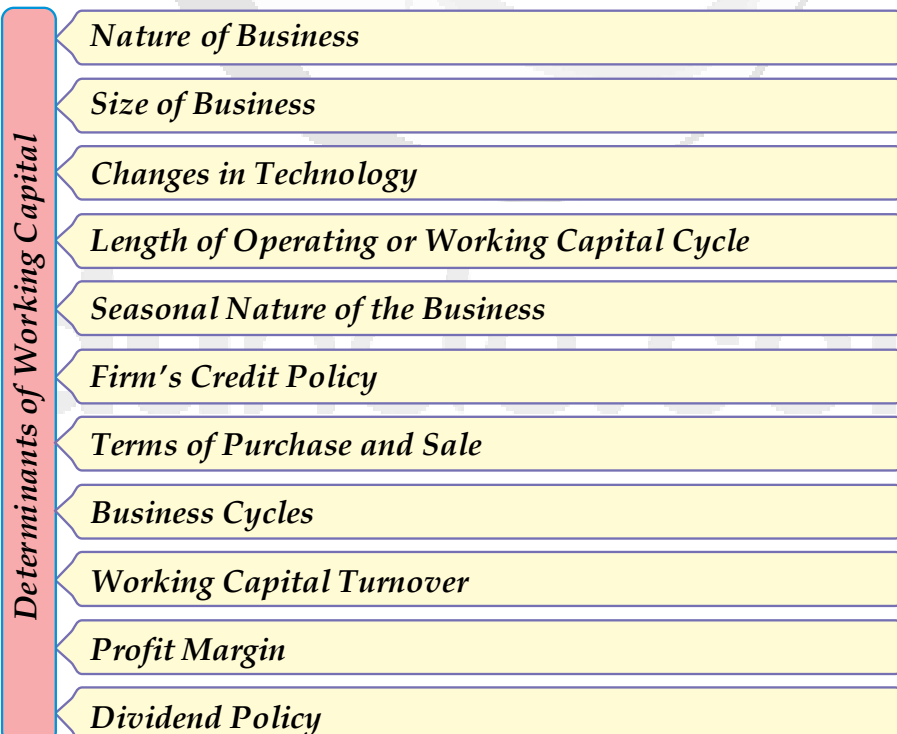 Determinants of Working Capital
Nature of Business
Size of Business
Changes in Technology
Length of Operating or Working Capital Cycle
Seasonal Nature of the Business
Firm's Credit Policy
Terms of Purchase and Sale
Business Cycles
Working Capital Turnover
Profit Margin
Dividend Policy